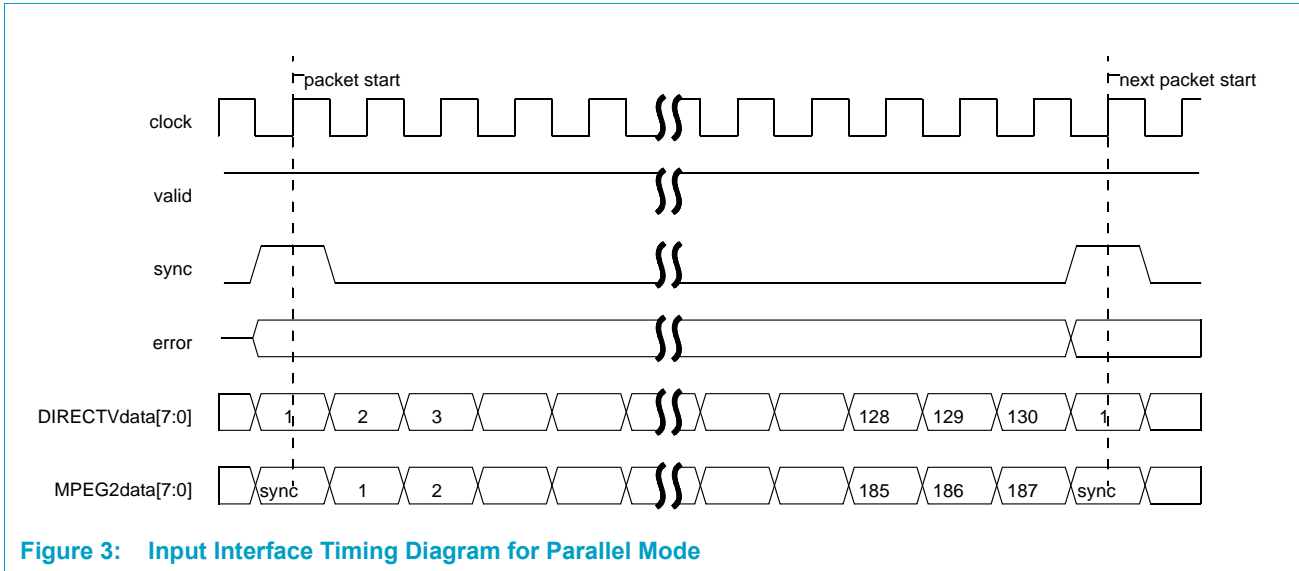 packet start next packet start
clock
valid
sync
error
DIRECTVdata[7:0] 1 2 3 128 129 130 1
MPEG2data[7:0] sync 1 2 185 186 187 sync
Figure 3: Input Interface Timing Diagram for Parallel Mode